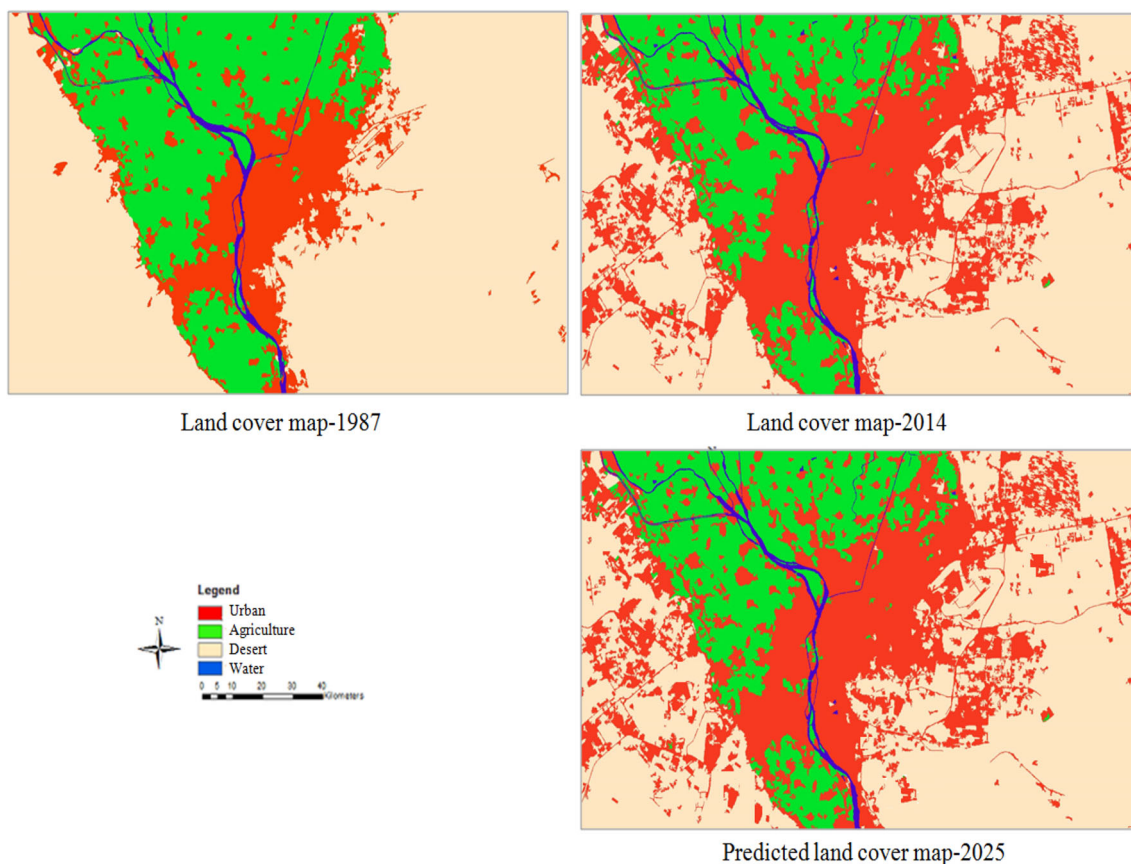 Land cover map-1987
Land cover map-2014
Legend
Urban
Agriculture
Desert
Water
N
0 5 10 20 30 40
Kilometers
Predicted land cover map-2025